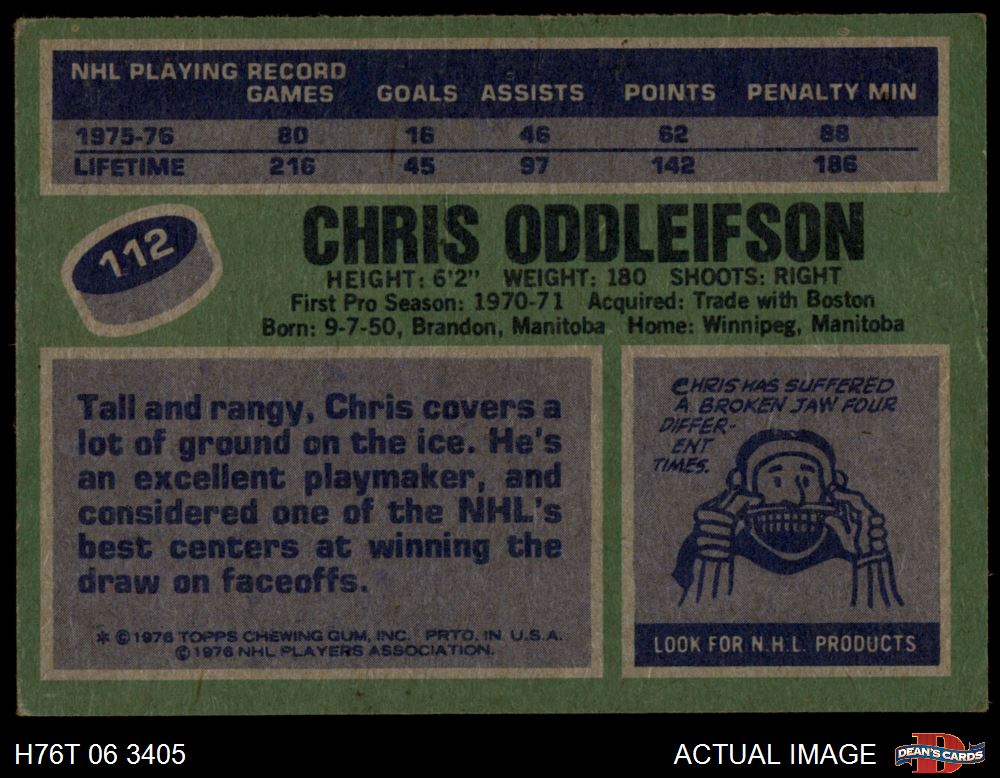 NHL PLAYING RECORD
GAMES GOALS ASSISTS POINTS PENALTY MIN
1975-76 80 16 46 62 88
LIFETIME 216 45 97 142 186
112
CHRIS ODDLEIFSON
HEIGHT: 6'2" WEIGHT: 180 SHOOTS: RIGHT
First Pro Season: 1970-71 Acquired: Trade with Boston
Born: 9-7-50, Brandon, Manitoba Home: Winnipeg, Manitoba
Tall and rangy, Chris covers a
lot of ground on the ice. He's
an excellent playmaker, and
considered one of the NHL's
best centers at winning the
draw on faceoffs.
* © 1976 TOPPS CHEWING GUM, INC. PRTD. IN U.S.A.
© 1976 NHL PLAYERS ASSOCIATION.
CHRIS HAS SUFFERED
A BROKEN JAW FOUR
DIFFER-
ENT
TIMES.
LOOK FOR N.H.L. PRODUCTS
H76T 06 3405
ACTUAL IMAGE
D
DEAN'S CARDS